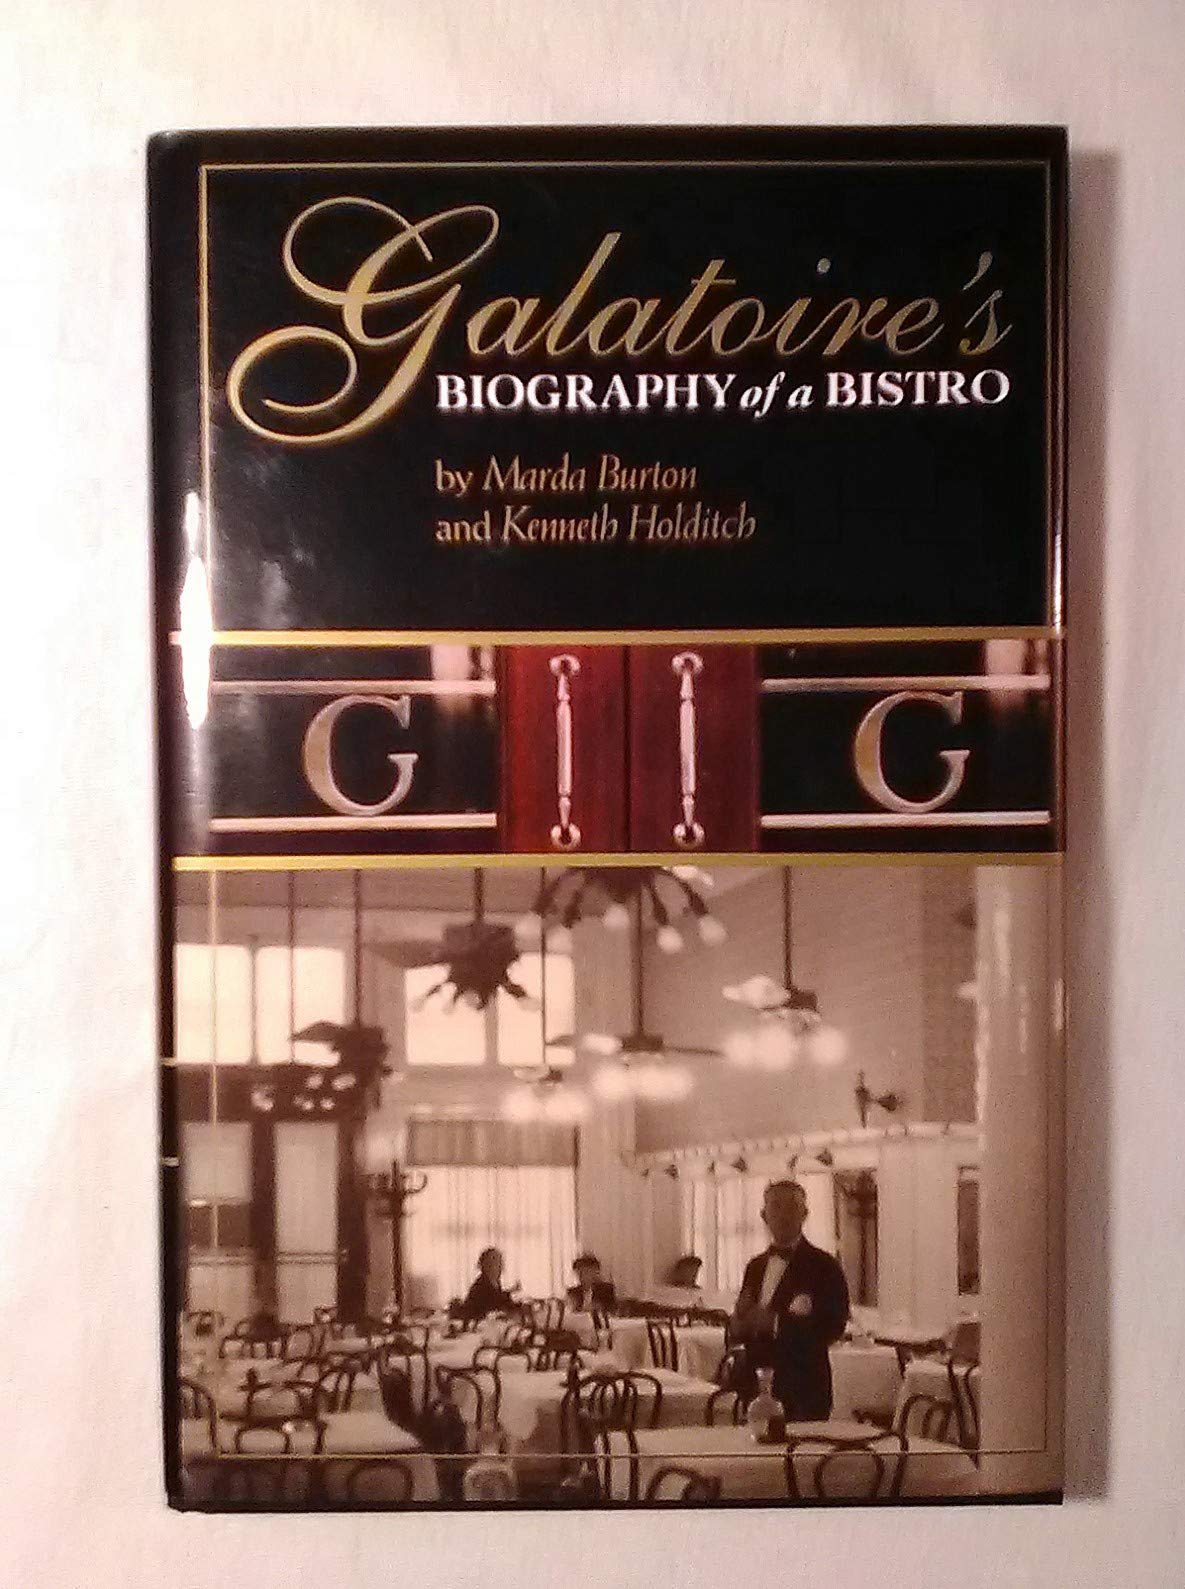 Galatoire's
BIOGRAPHY of a BISTRO
by Marda Burton
and Kenneth Holditch
G G